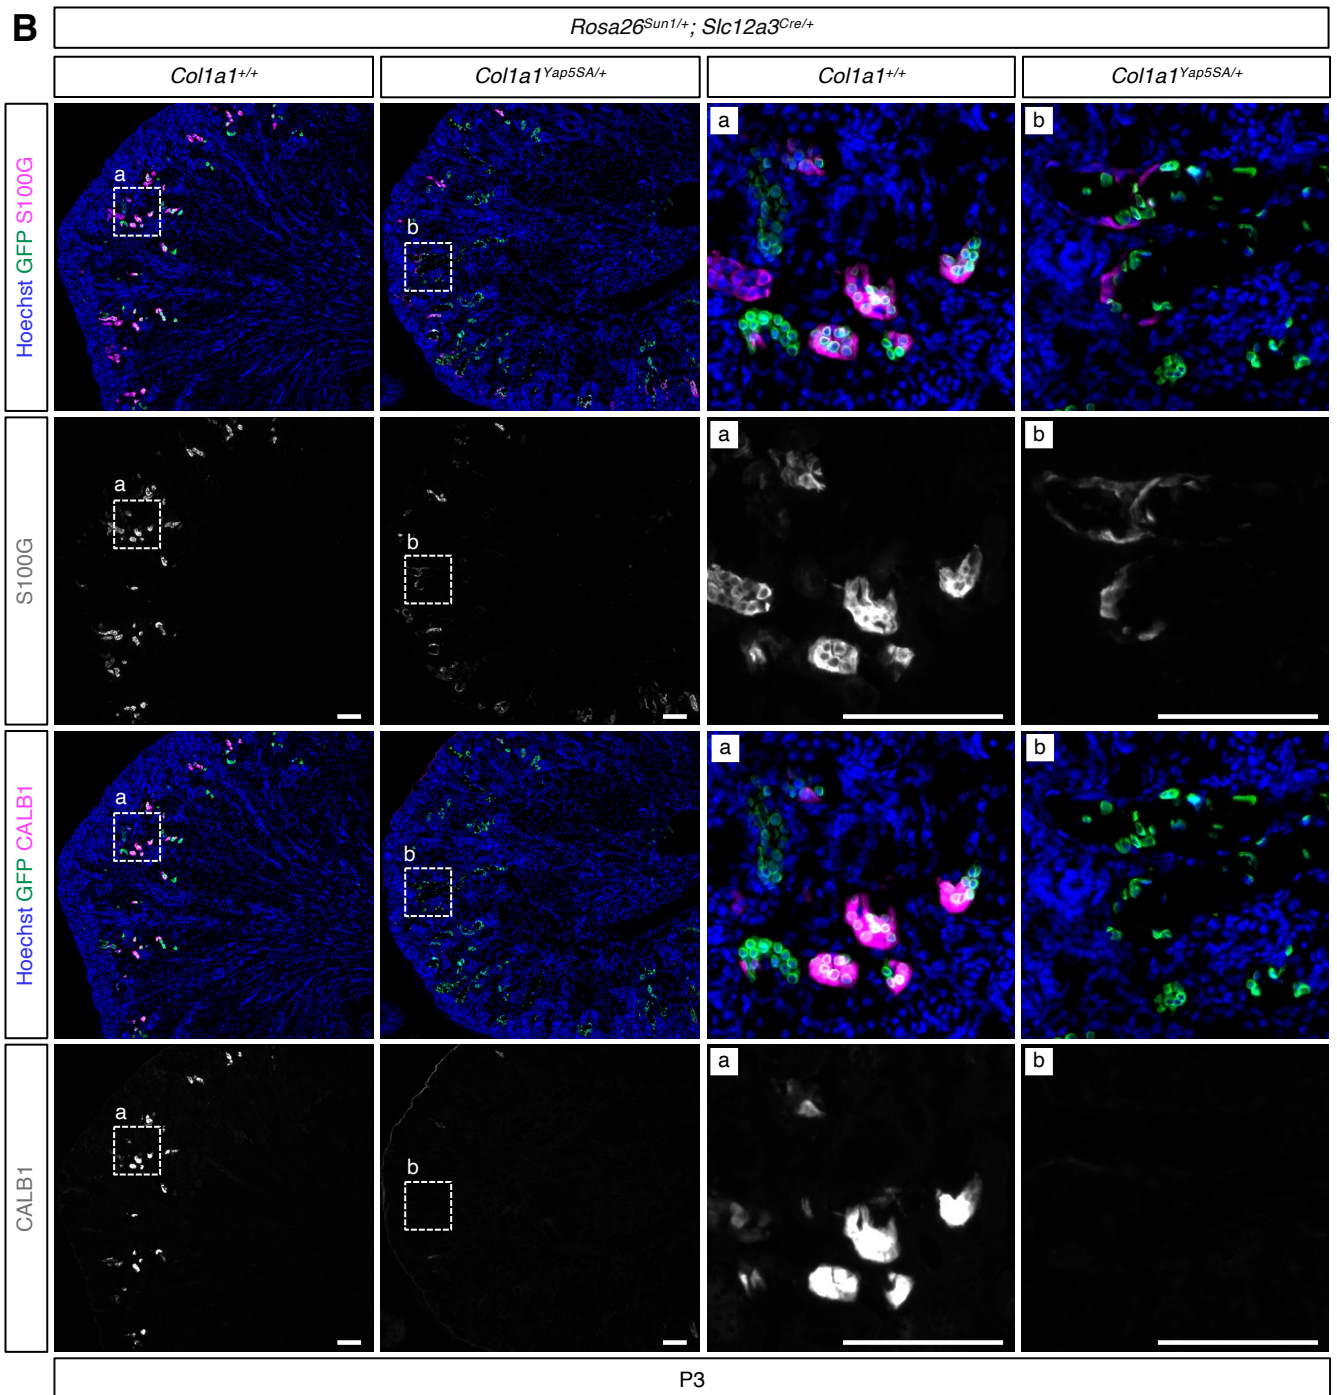 B
Rosa26Sun1/+; Slc12a3Cre/+
Col1a1+/+
Col1a1Yap5SA/+
Col1a1+/+
Col1a1Yap5SA/+
Hoechst GFP S100G
a
b
a
b
S100G
a
b
a
b
Hoechst GFP CALB1
a
b
a
b
CALB1
a
b
a
b
P3